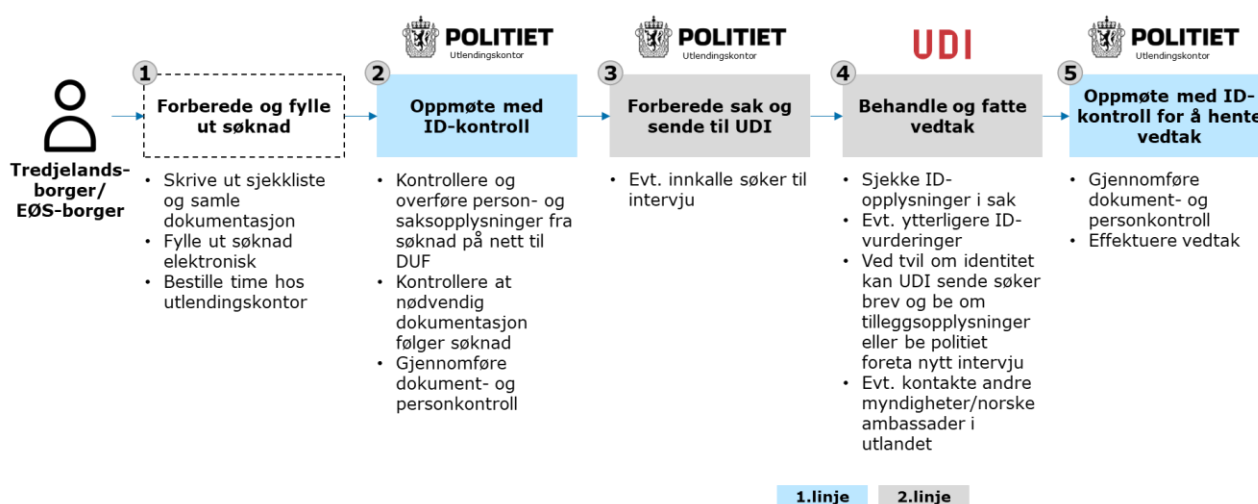 POLITIET
Utlendingskontor
POLITIET
Utlendingskontor
UDI
1
Forberede og fylle
ut søknad
2
Oppmøte med
ID-kontroll
3
Forberede sak og
sende til UDI
4
Behandle og fatte
vedtak
5
Oppmøte med ID-
kontroll for å hente
vedtak
POLITIET
Utlendingskontor
Tredjelands-
borger/
EØS-borger
• Skrive ut sjekkliste
og samle
dokumentasjon
• Fylle ut søknad
elektronisk
• Bestille time hos
utlendingskontor
• Kontrollere og
overføre person- og
saksopplysninger fra
søknad på nett til
DUF
• Kontrollere at
nødvendig
dokumentasjon
følger søknad
• Gjennomføre
dokument- og
personkontroll
• Evt. innkalle søker til
intervju
• Sjekke ID-
opplysninger i sak
• Evt. ytterligere ID-
vurderinger
• Ved tvil om identitet
kan UDI sende søker
brev og be om
tilleggsopplysninger
eller be politiet
foreta nytt intervju
• Evt. kontakte andre
myndigheter/norske
ambassader i
utlandet
• Gjennomføre
dokument- og
personkontroll
• Effektuere vedtak
1.linje
2.linje